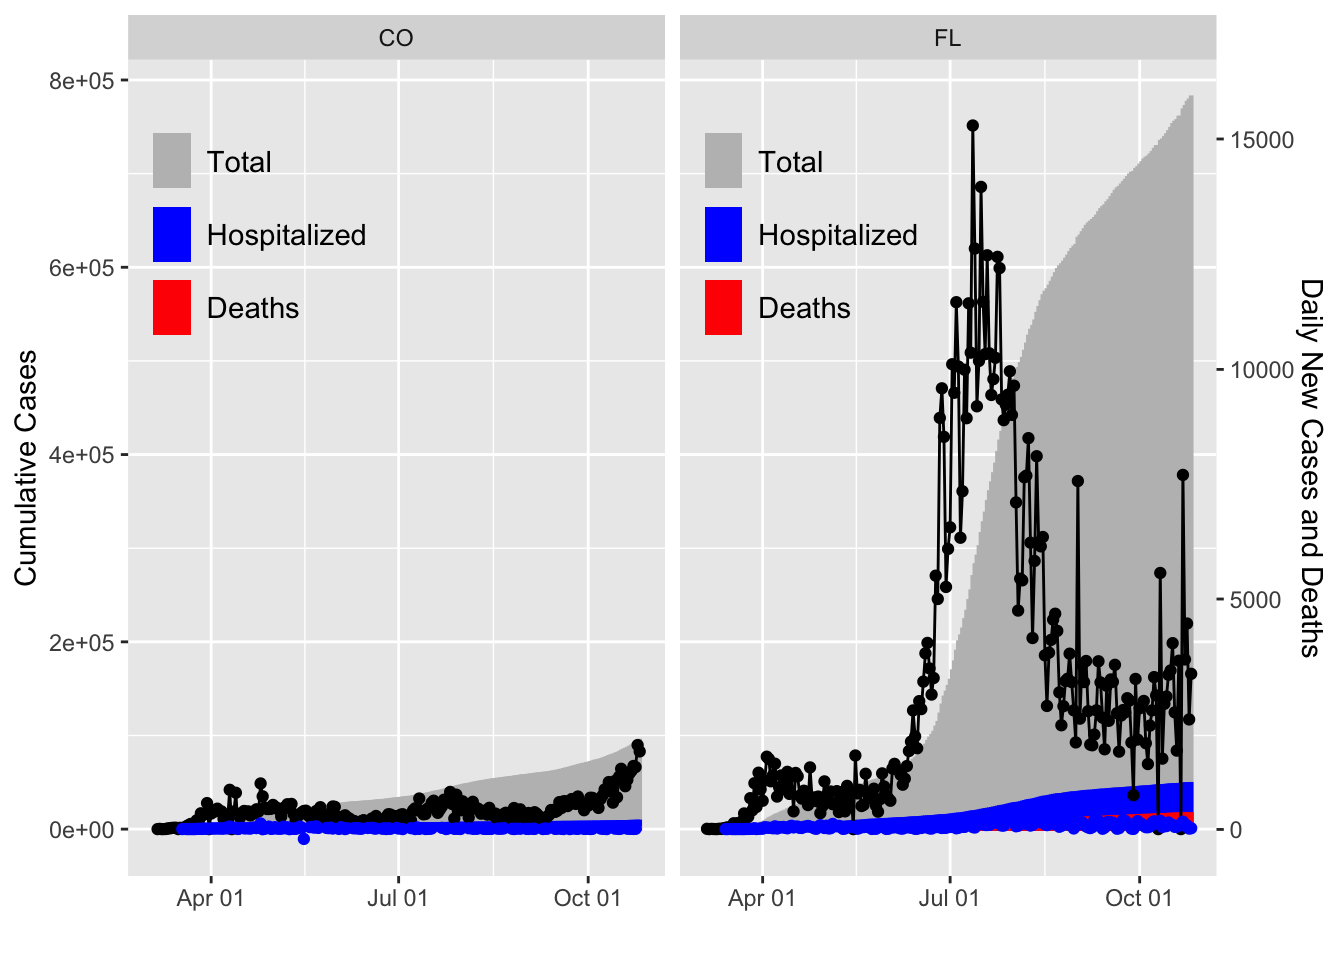 CO
FL
8e+05
6e+05
4e+05
2e+05
0e+00
Cumulative Cases
Total
Hospitalized
Deaths
Total
Hospitalized
Deaths
15000
10000
5000
0
Daily New Cases and Deaths
Apr 01
Jul 01
Oct 01
Apr 01
Jul 01
Oct 01